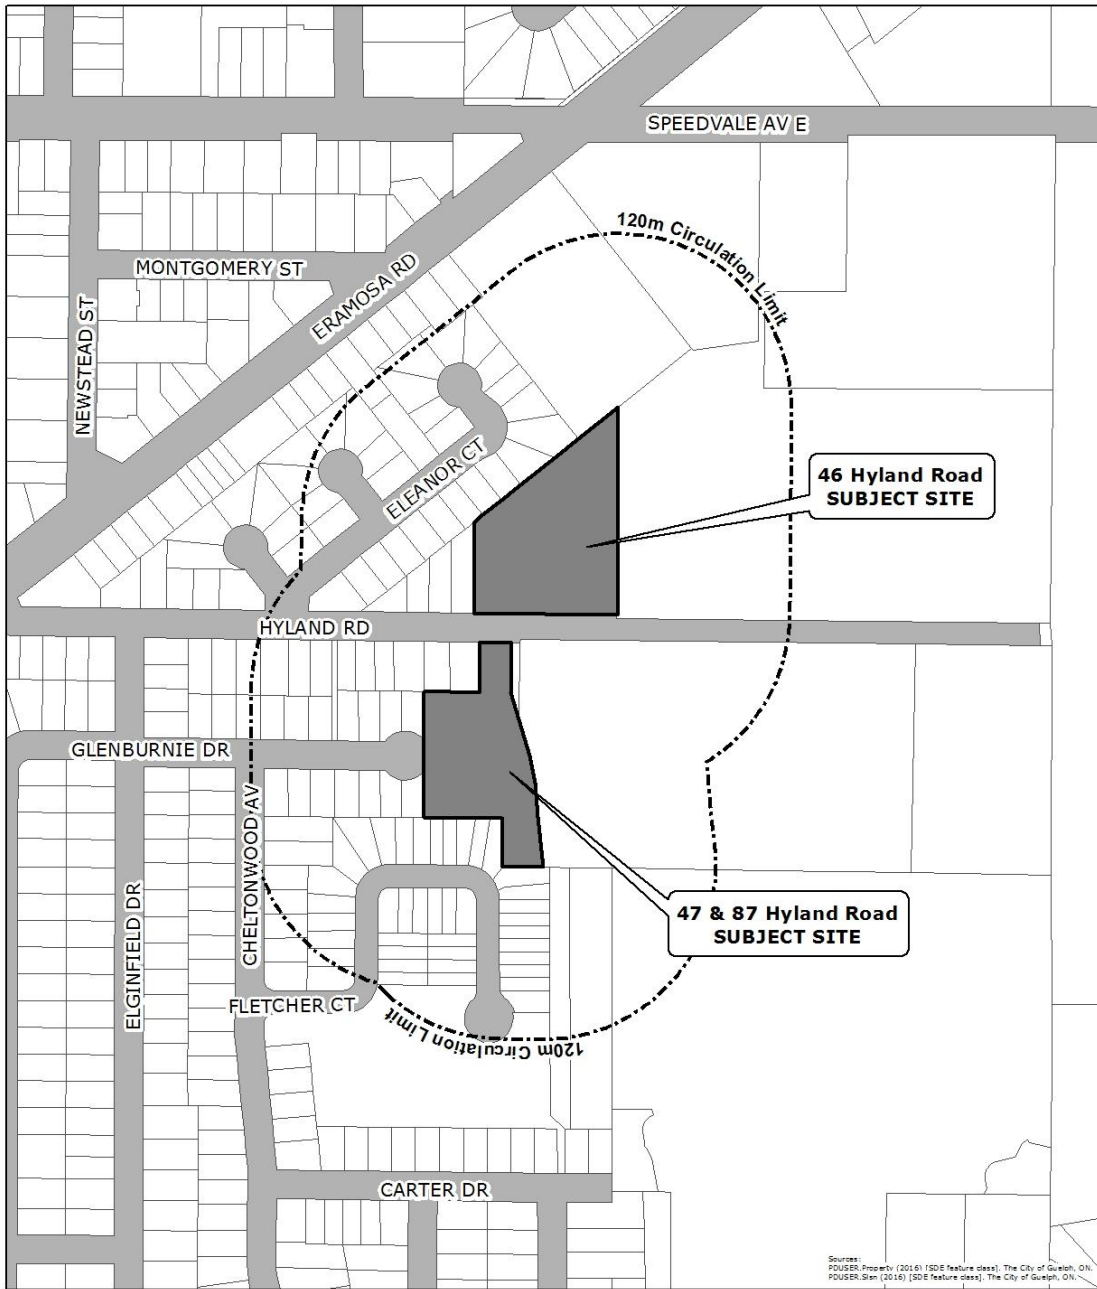 SPEEDVALE AV E
120m Circulation Limit
MONTGOMERY ST
ERAMOSA RD
NEWSTEAD ST
ELEANOR CT
46 Hyland Road
SUBJECT SITE
HYLAND RD
GLENBURNIE DR
CHELTONWOOD AV
ELGINFIELD DR
47 & 87 Hyland Road
SUBJECT SITE
FLETCHER CT
120m Circulation Limit
CARTER DR
Sources:
PDUSER.Property (2016) [SDE feature class]. The City of Guelph, ON.
PDUSER.Slsn (2016) [SDE feature class]. The City of Guelph, ON.